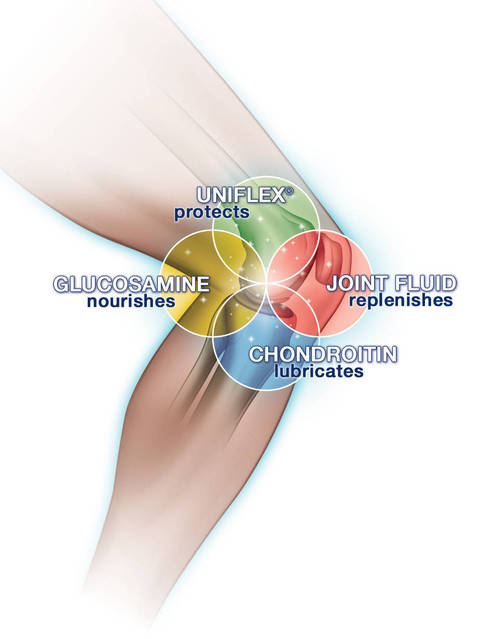 UNIFLEX®
protects
GLUCOSAMINE
nourishes
JOINT FLUID
replenishes
CHONDROITIN
lubricates